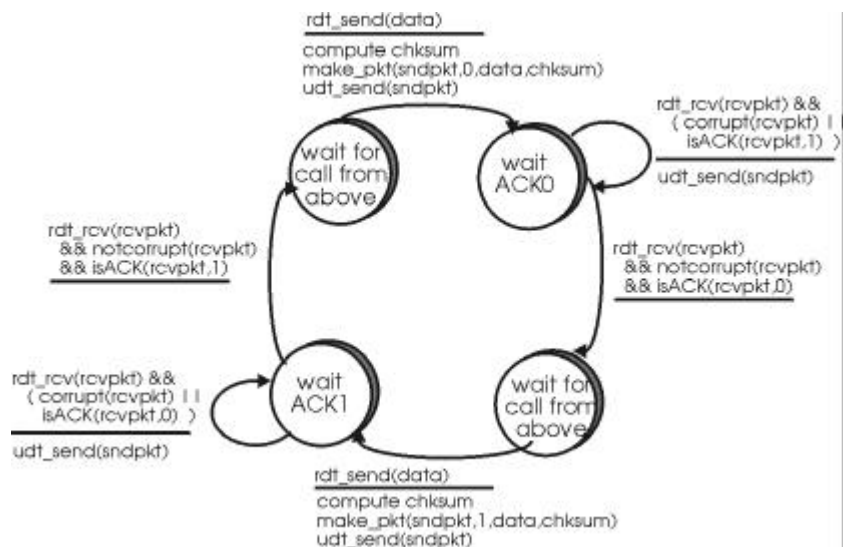 rdt_send(data)
compute chksum
make_pkt(sndpkt,0,data,chksum)
udt_send(sndpkt)
wait for
call from
above
wait
ACK0
rdt_rcv(rcvpkt) &&
( corrupt(rcvpkt) ||
isACK(rcvpkt,1) )
udt_send(sndpkt)
rdt_rcv(rcvpkt)
&& notcorrupt(rcvpkt)
&& isACK(rcvpkt,1)
rdt_rcv(rcvpkt)
&& notcorrupt(rcvpkt)
&& isACK(rcvpkt,0)
rdt_rcv(rcvpkt) &&
( corrupt(rcvpkt) ||
isACK(rcvpkt,0) )
udt_send(sndpkt)
wait
ACK1
wait for
call from
above
rdt_send(data)
compute chksum
make_pkt(sndpkt,1,data,chksum)
udt_send(sndpkt)